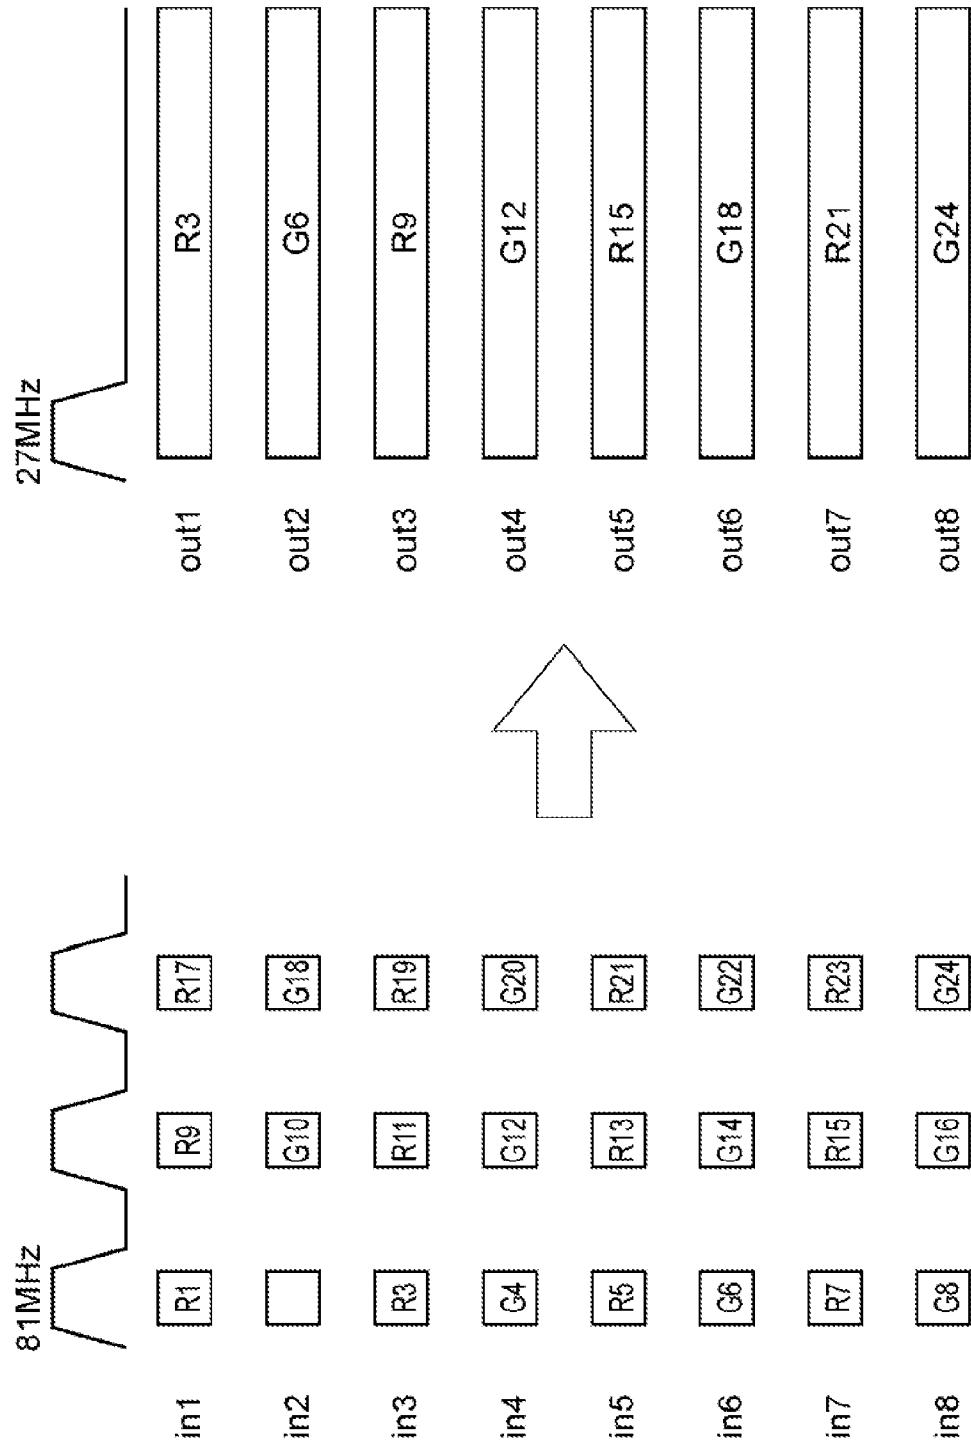 81MHz 27MHz
in1 R1 R9 R17 out1 R3
in2 G10 G18 out2 G6
in3 R3 R11 R19 out3 R9
in4 G4 G12 G20 out4 G12
in5 R5 R13 R21 out5 R15
in6 G6 G14 G22 out6 G18
in7 R7 R15 R23 out7 R21
in8 G8 G16 G24 out8 G24